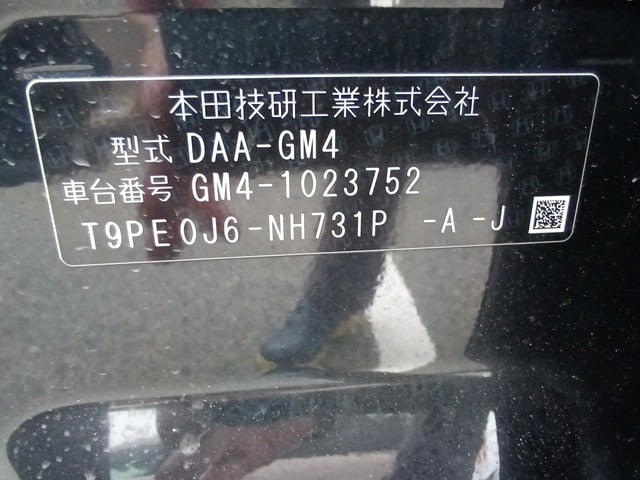 本田技研工業株式会社
型式 DAA-GM4
車台番号 GM4-1023752
T9PE0J6-NH731P -A -J